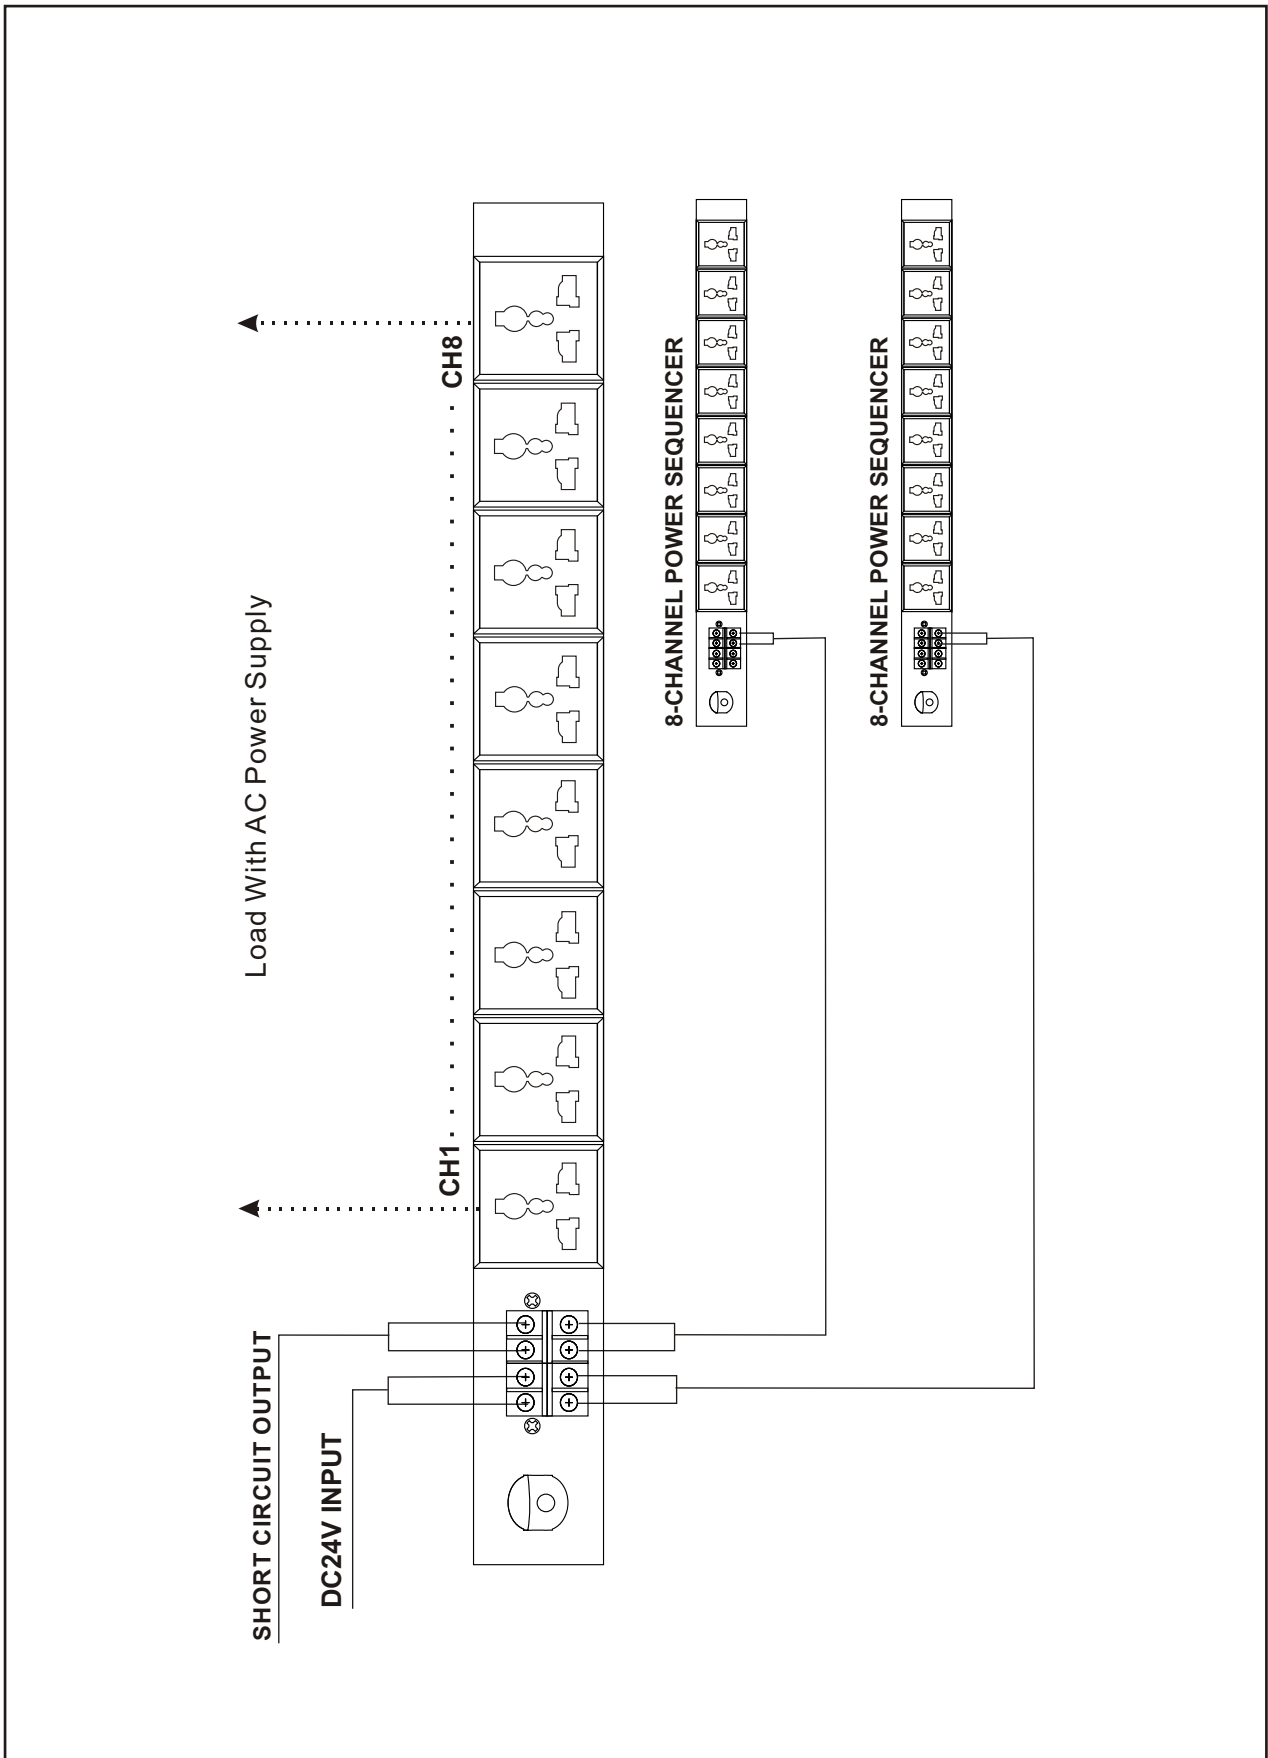 Load With AC Power Supply
CH1
CH8
SHORT CIRCUIT OUTPUT
DC24V INPUT
8-CHANNEL POWER SEQUENCER
8-CHANNEL POWER SEQUENCER